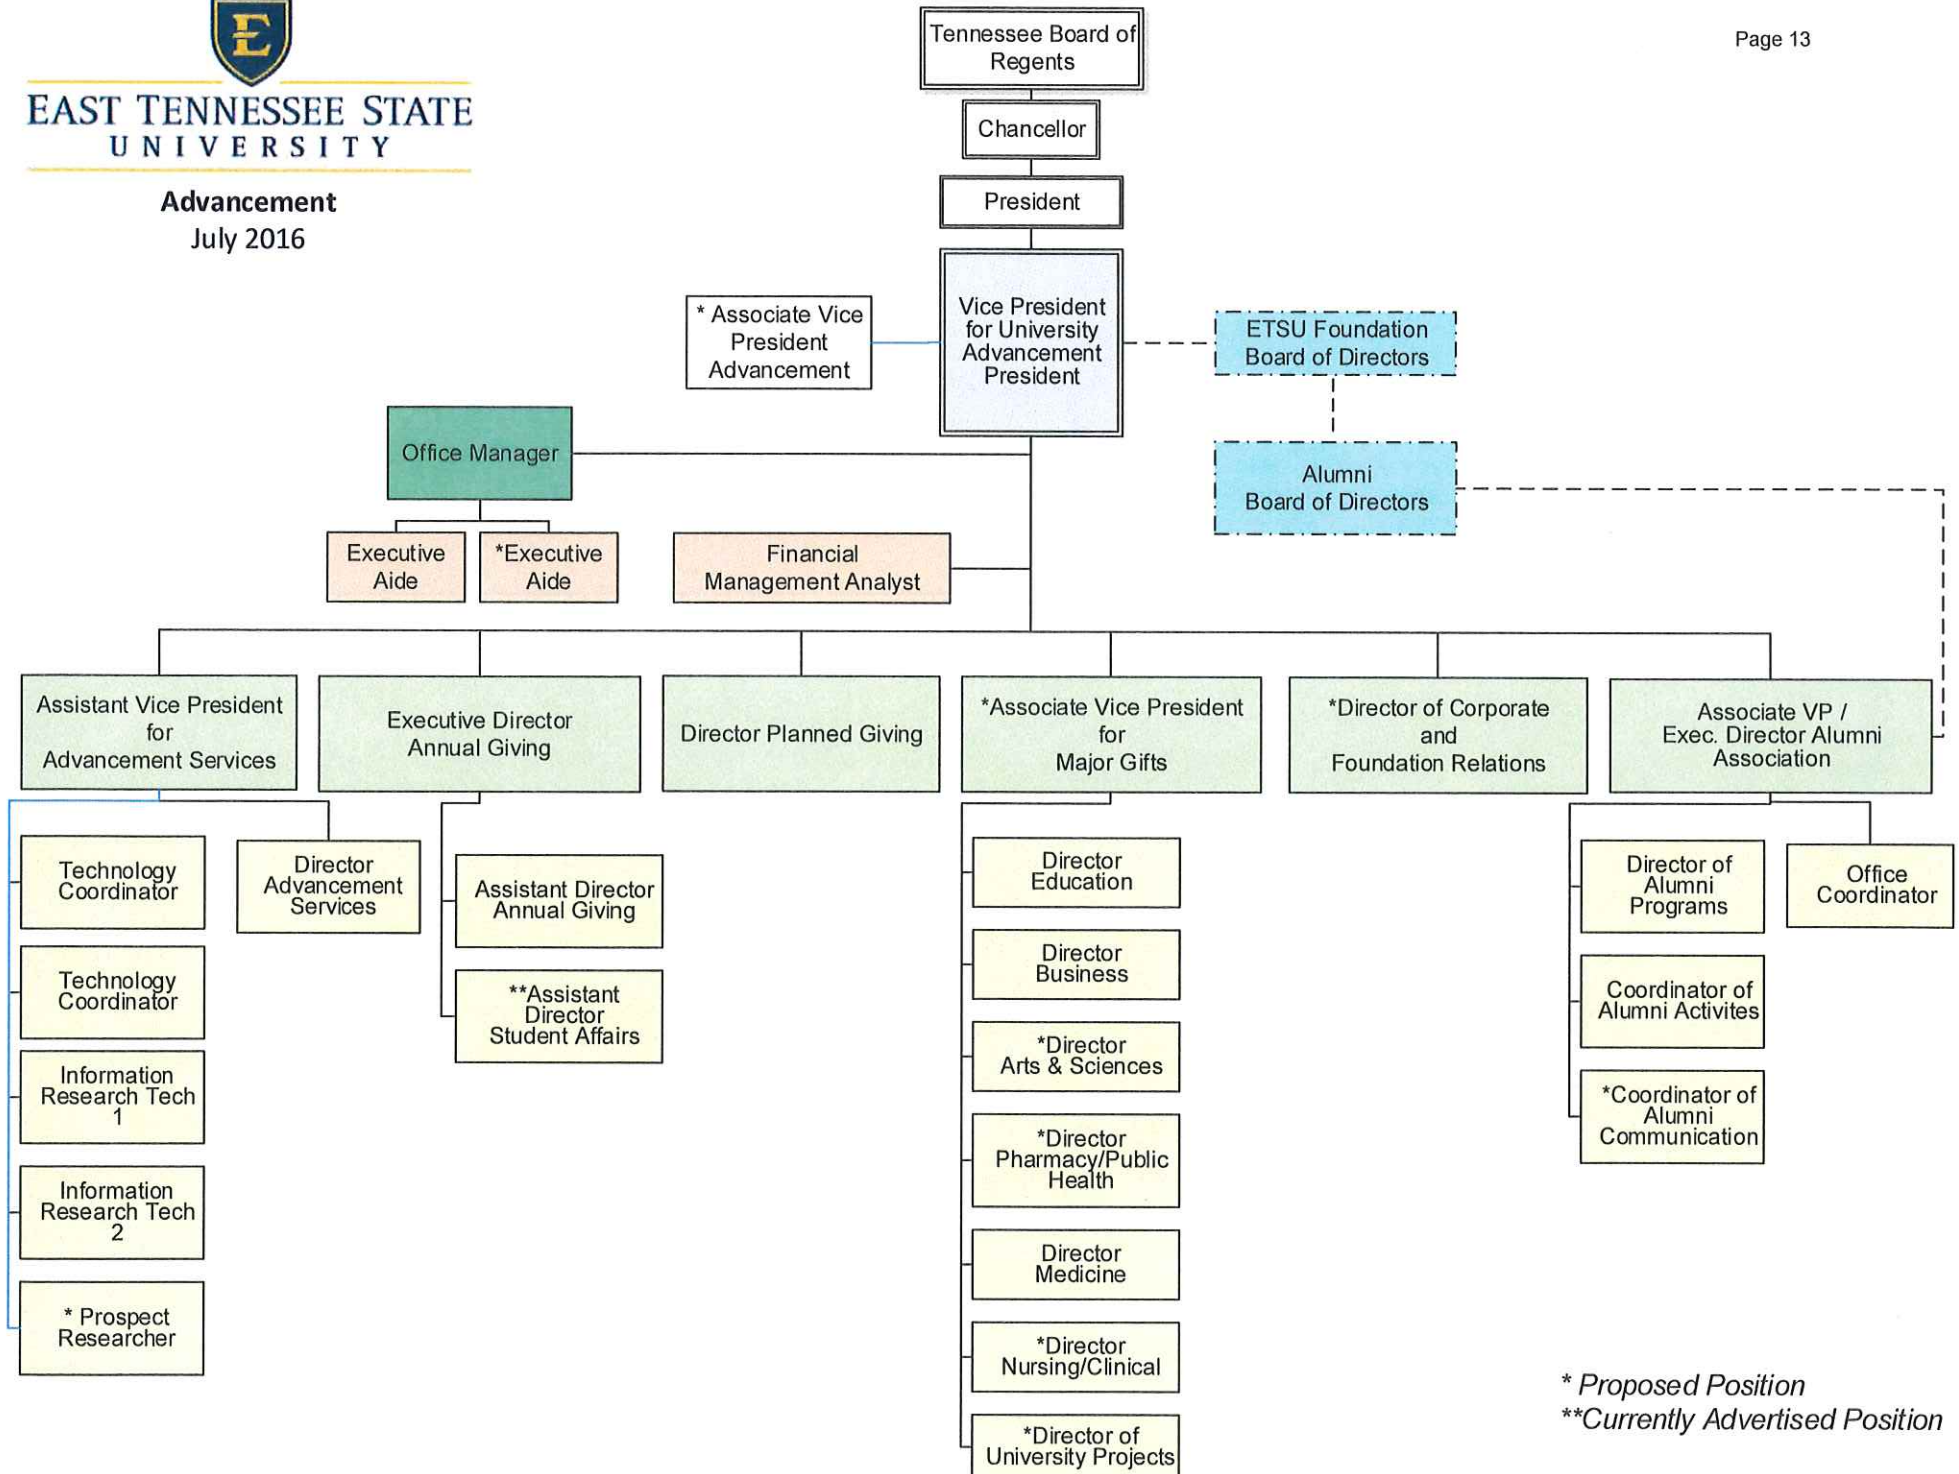 E
EAST TENNESSEE STATE
UNIVERSITY
Advancement
July 2016
Page 13
Tennessee Board of
Regents
Chancellor
President
Vice President
for University
Advancement
President
* Associate Vice
President
Advancement
ETSU Foundation
Board of Directors
Alumni
Board of Directors
Office Manager
Executive
Aide
*Executive
Aide
Financial
Management Analyst
Assistant Vice President
for
Advancement Services
Executive Director
Annual Giving
Director Planned Giving
*Associate Vice President
for
Major Gifts
*Director of Corporate
and
Foundation Relations
Associate VP /
Exec. Director Alumni
Association
Technology
Coordinator
Technology
Coordinator
Information
Research Tech
1
Information
Research Tech
2
* Prospect
Researcher
Director
Advancement
Services
Assistant Director
Annual Giving
**Assistant
Director
Student Affairs
Director
Education
Director
Business
*Director
Arts & Sciences
*Director
Pharmacy/Public
Health
Director
Medicine
*Director
Nursing/Clinical
*Director of
University Projects
Director of
Alumni
Programs
Coordinator of
Alumni Activites
*Coordinator of
Alumni
Communication
Office
Coordinator
* Proposed Position
**Currently Advertised Position